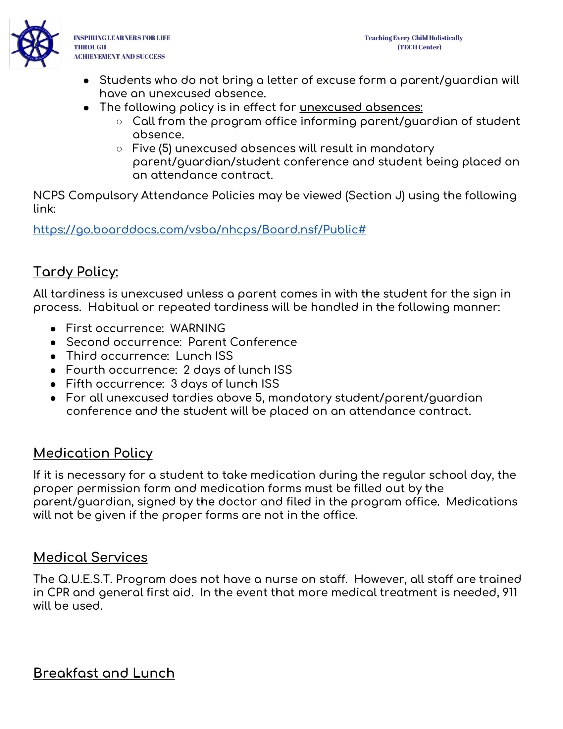 INSPIRING LEARNERS FOR LIFE
THROUGH
ACHIEVEMENT AND SUCCESS
Teaching Every Child Holistically
(TECH Center)
● Students who do not bring a letter of excuse form a parent/guardian will
have an unexcused absence.
● The following policy is in effect for unexcused absences:
○ Call from the program office informing parent/guardian of student
absence.
○ Five (5) unexcused absences will result in mandatory
parent/guardian/student conference and student being placed on
an attendance contract.
NCPS Compulsory Attendance Policies may be viewed (Section J) using the following
link:
https://go.boarddocs.com/vsba/nhcps/Board.nsf/Public#
Tardy Policy:
All tardiness is unexcused unless a parent comes in with the student for the sign in
process. Habitual or repeated tardiness will be handled in the following manner:
● First occurrence: WARNING
● Second occurrence: Parent Conference
● Third occurrence: Lunch ISS
● Fourth occurrence: 2 days of lunch ISS
● Fifth occurrence: 3 days of lunch ISS
● For all unexcused tardies above 5, mandatory student/parent/guardian
conference and the student will be placed on an attendance contract.
Medication Policy
If it is necessary for a student to take medication during the regular school day, the
proper permission form and medication forms must be filled out by the
parent/guardian, signed by the doctor and filed in the program office. Medications
will not be given if the proper forms are not in the office.
Medical Services
The Q.U.E.S.T. Program does not have a nurse on staff. However, all staff are trained
in CPR and general first aid. In the event that more medical treatment is needed, 911
will be used.
Breakfast and Lunch